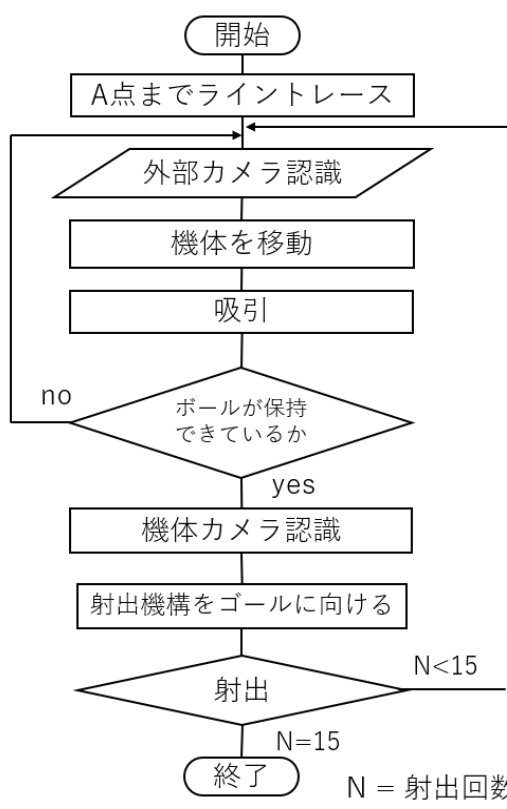 開始
A点までライントレース
外部カメラ認識
機体を移動
吸引
no
ボールが保持
できているか
yes
機体カメラ認識
射出機構をゴールに向ける
N<15
射出
N=15
終了
N = 射出回数